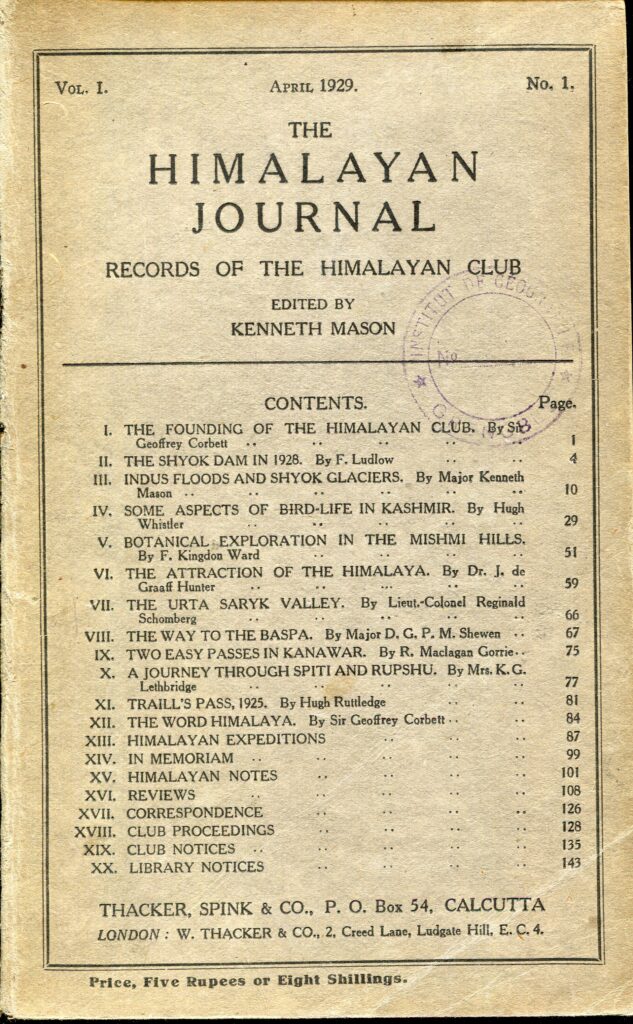 VOL. I.
APRIL 1929.
No. 1.
THE
HIMALAYAN
JOURNAL
RECORDS OF THE HIMALAYAN CLUB
EDITED BY
KENNETH MASON
INSTITUT DE
No
CONTENTS.
Page.
I. THE FOUNDING OF THE HIMALAYAN CLUB. By Sir
Geoffrey Corbett .. .. .. .. .. 1
II. THE SHYOK DAM IN 1928. By F. Ludlow .. .. 4
III. INDUS FLOODS AND SHYOK GLACIERS. By Major Kenneth
Mason .. .. .. .. .. .. 10
IV. SOME ASPECTS OF BIRD-LIFE IN KASHMIR. By Hugh
Whistler .. .. .. .. .. 29
V. BOTANICAL EXPLORATION IN THE MISHMI HILLS.
By F. Kingdon Ward .. .. .. .. 51
VI. THE ATTRACTION OF THE HIMALAYA. By Dr. J. de
Graaff Hunter .. .. .. .. .. 59
VII. THE URTA SARYK VALLEY. By Lieut.-Colonel Reginald
Schomberg .. .. .. .. .. 66
VIII. THE WAY TO THE BASPA. By Major D. G. P. M. Shewen .. 67
IX. TWO EASY PASSES IN KANAWAR. By R. Maclagan Gorrie.. 75
X. A JOURNEY THROUGH SPITI AND RUPSHU. By Mrs. K. G.
Lethbridge .. .. .. .. .. 77
XI. TRAILL'S PASS, 1925. By Hugh Ruttledge .. .. 81
XII. THE WORD HIMALAYA. By Sir Geoffrey Corbett .. .. 84
XIII. HIMALAYAN EXPEDITIONS .. .. .. 87
XIV. IN MEMORIAM .. .. .. .. .. 99
XV. HIMALAYAN NOTES .. .. .. .. 101
XVI. REVIEWS .. .. .. .. .. 108
XVII. CORRESPONDENCE .. .. .. .. 126
XVIII. CLUB PROCEEDINGS .. .. .. .. 128
XIX. CLUB NOTICES .. .. .. .. .. 135
XX. LIBRARY NOTICES .. .. .. .. 143
THACKER, SPINK & CO., P. O. Box 54, CALCUTTA
LONDON : W. THACKER & CO., 2, Creed Lane, Ludgate Hill, E. C. 4.
Price, Five Rupees or Eight Shillings.